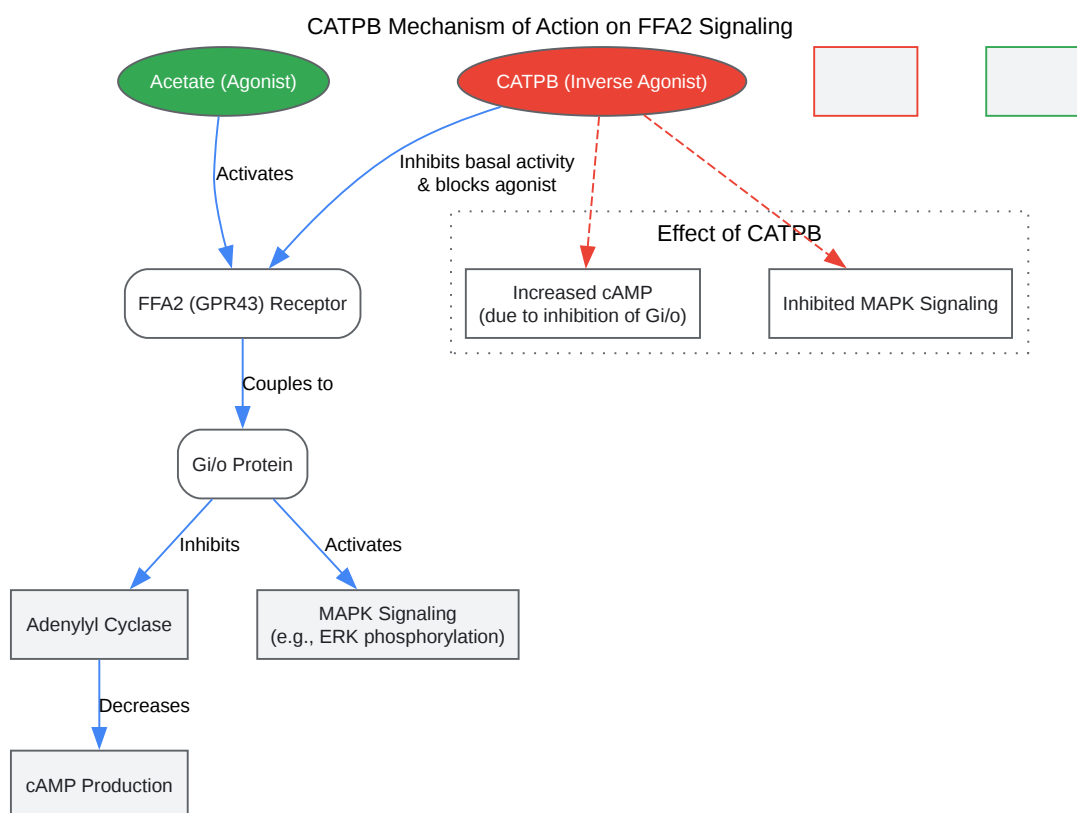 CATPB Mechanism of Action on FFA2 Signaling
Acetate (Agonist)
CATPB (Inverse Agonist)
Activates
Inhibits basal activity
& blocks agonist
Effect of CATPB
FFA2 (GPR43) Receptor
Increased cAMP
(due to inhibition of Gi/o)
Inhibited MAPK Signaling
Couples to
Gi/o Protein
Inhibits
Activates
Adenylyl Cyclase
MAPK Signaling
(e.g., ERK phosphorylation)
Decreases
cAMP Production